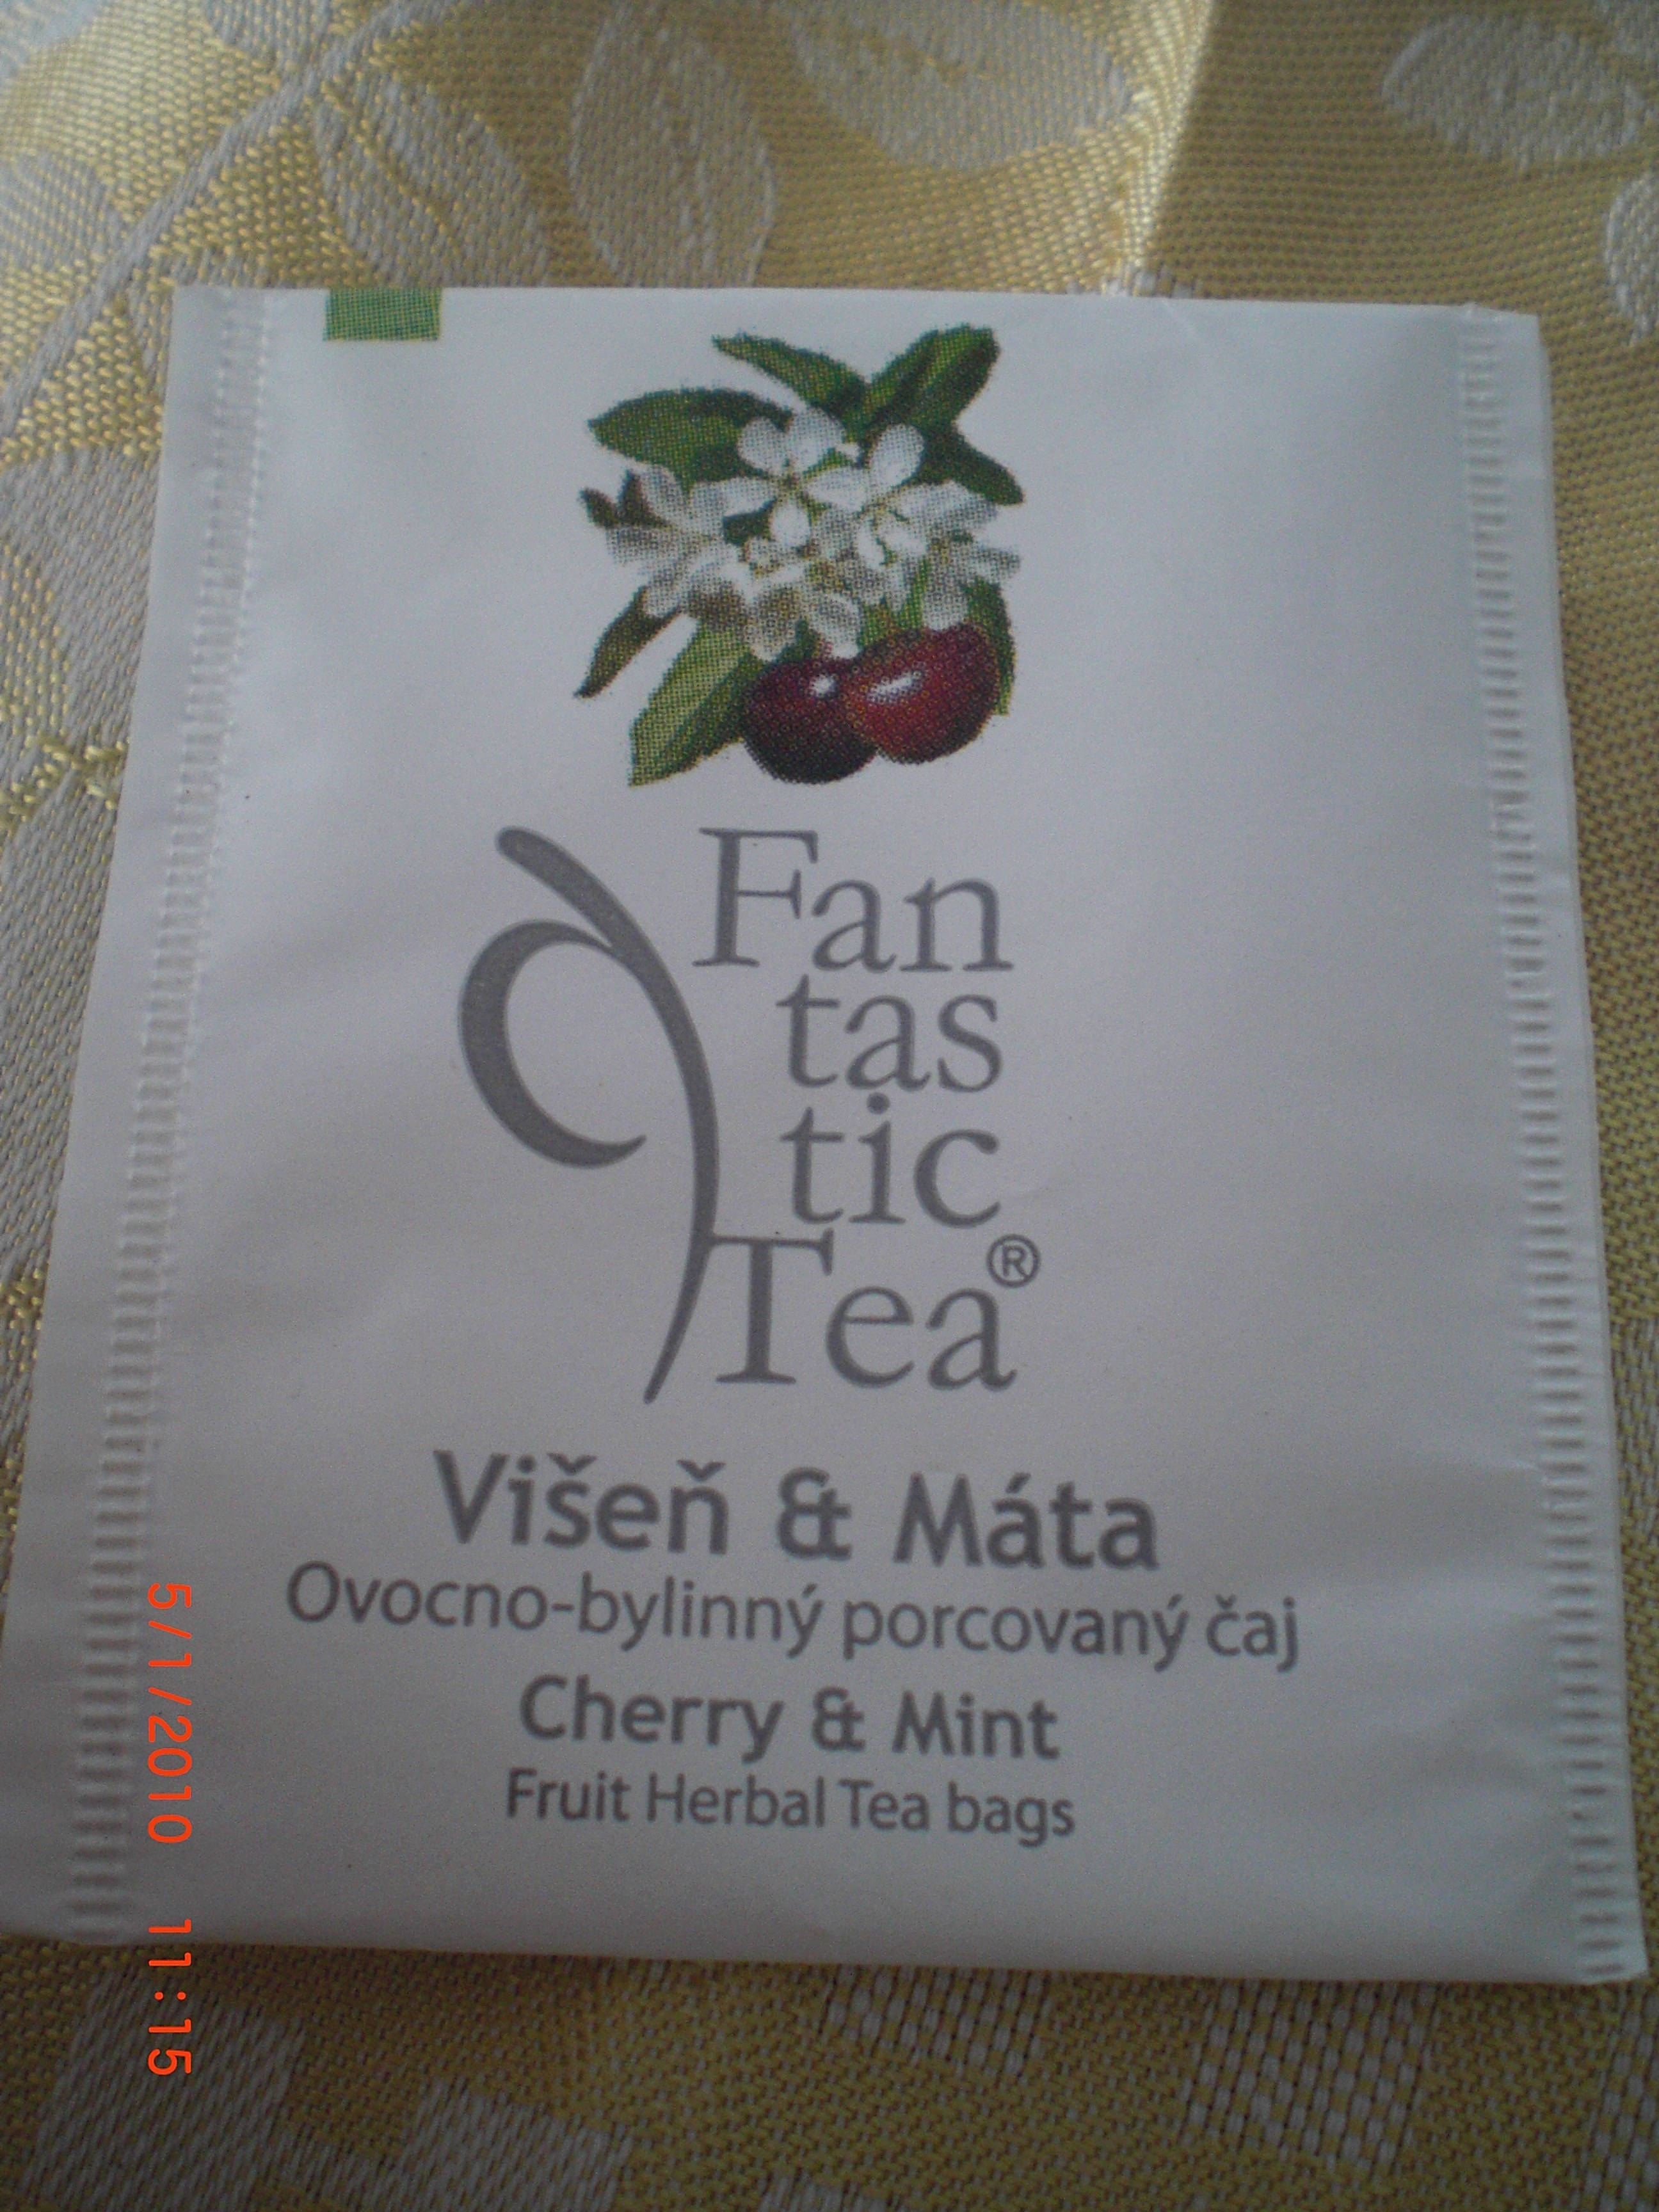 Fan
tas
tic
Tea®
Višeň & Máta
Ovocno-bylinný porcovaný čaj
Cherry & Mint
Fruit Herbal Tea bags
5/1/2010 11:15